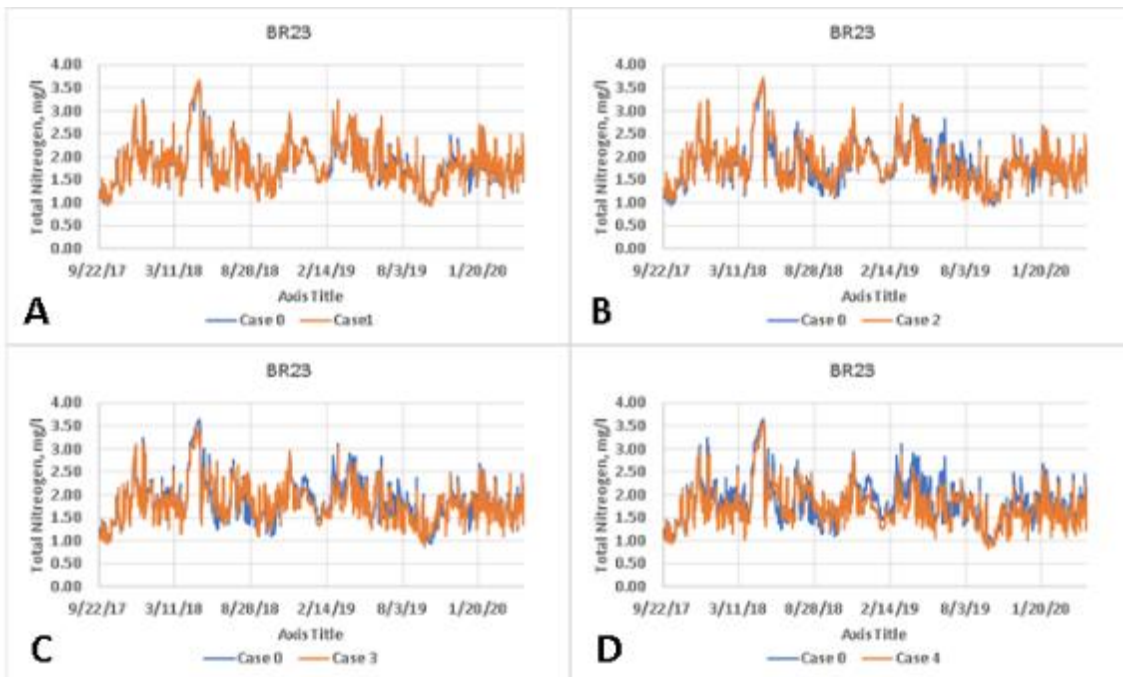 BR23
Total Nitreogen, mg/l
4.00
3.50
3.00
2.50
2.00
1.50
1.00
0.50
0.00
9/22/17 3/11/18 8/28/18 2/14/19 8/3/19 1/20/20
Axis Title
Case 0 Case1
A
BR23
Total Nitreogen, mg/l
4.00
3.50
3.00
2.50
2.00
1.50
1.00
0.50
0.00
9/22/17 3/11/18 8/28/18 2/14/19 8/3/19 1/20/20
Axis Title
Case 0 Case 2
B
BR23
Total Nitreogen, mg/l
4.00
3.50
3.00
2.50
2.00
1.50
1.00
0.50
0.00
9/22/17 3/11/18 8/28/18 2/14/19 8/3/19 1/20/20
Axis Title
Case 0 Case 3
C
BR23
Total Nitreogen, mg/l
4.00
3.50
3.00
2.50
2.00
1.50
1.00
0.50
0.00
9/22/17 3/11/18 8/28/18 2/14/19 8/3/19 1/20/20
Axis Title
Case 0 Case 4
D